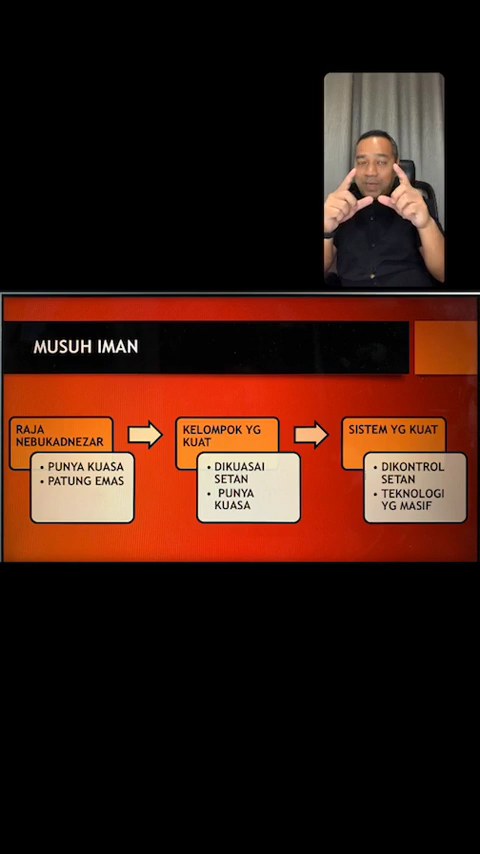 MUSUH IMAN
RAJA
NEBUKADNEZAR
• PUNYA KUASA
• PATUNG EMAS
KELOMPOK YG
KUAT
• DIKUASAI
SETAN
• PUNYA
KUASA
SISTEM YG KUAT
• DIKONTROL
SETAN
• TEKNOLOGI
YG MASIF